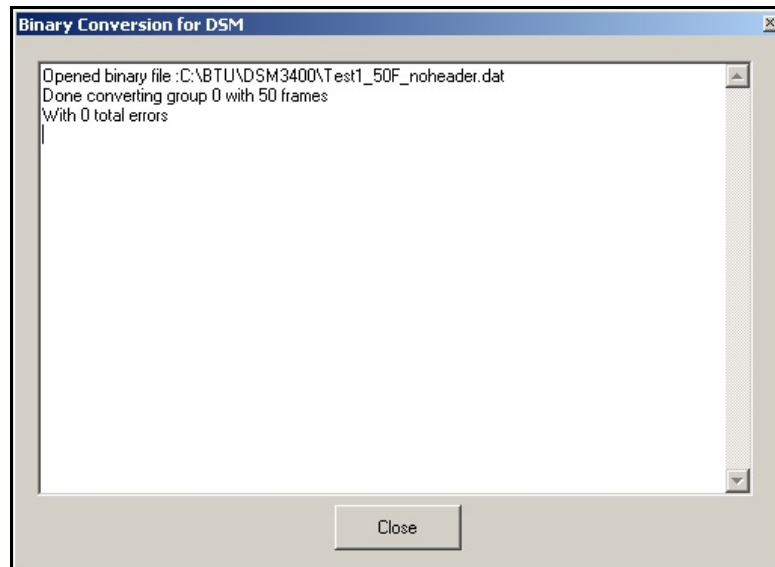 Binary Conversion for DSM
Opened binary file :C:\BTU\DSM3400\Test1_50F_noheader.dat
Done converting group 0 with 50 frames
With 0 total errors
Close